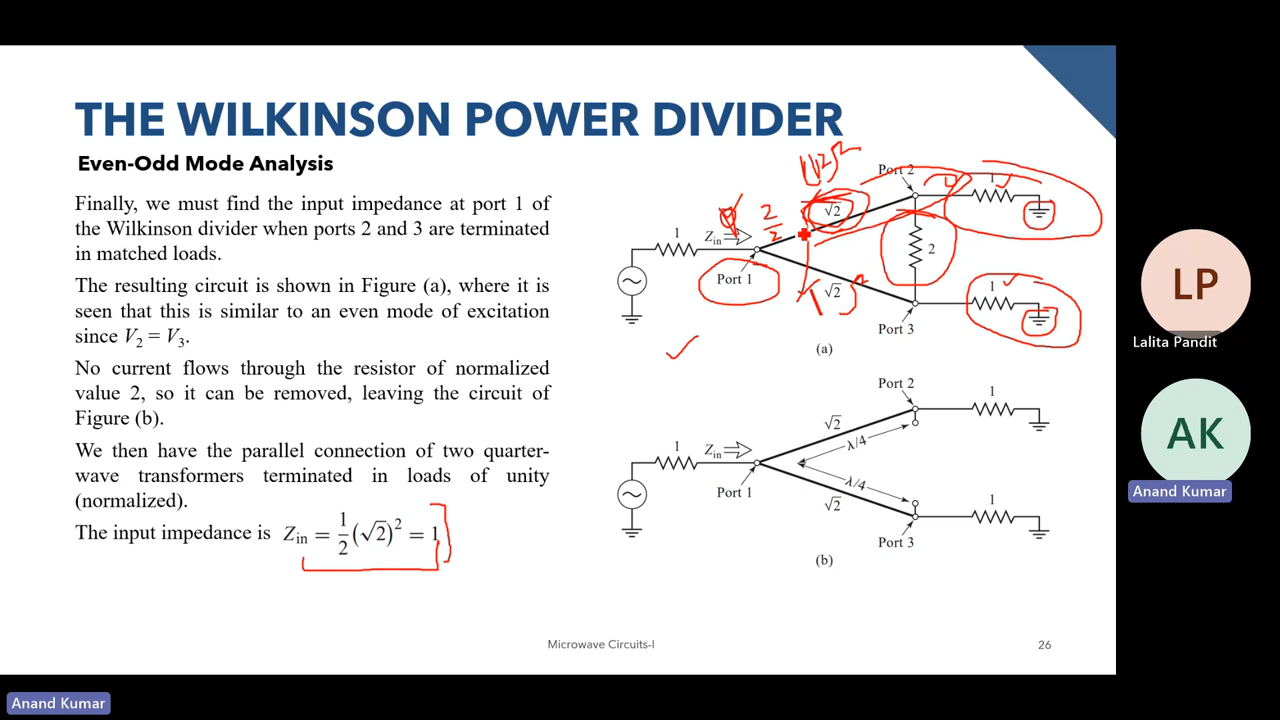 THE WILKINSON POWER DIVIDER
Even-Odd Mode Analysis
Finally, we must find the input impedance at port 1 of
the Wilkinson divider when ports 2 and 3 are terminated
in matched loads.
The resulting circuit is shown in Figure (a), where it is
seen that this is similar to an even mode of excitation
since V₂ = V₃.
No current flows through the resistor of normalized
value 2, so it can be removed, leaving the circuit of
Figure (b).
We then have the parallel connection of two quarter-
wave transformers terminated in loads of unity
(normalized).
The input impedance is Zin = 1/2 (√2)² = 1
(√2)²
Port 2
1
√2
2/2
1
Zin
2
Port 1
1
√2
( )²
Port 3
(a)
Port 2
1
√2
λ/4
1
Zin
Port 1
λ/4
√2
1
Port 3
(b)
Microwave Circuits-I
26
LP
Lalita Pandit
AK
Anand Kumar
Anand Kumar